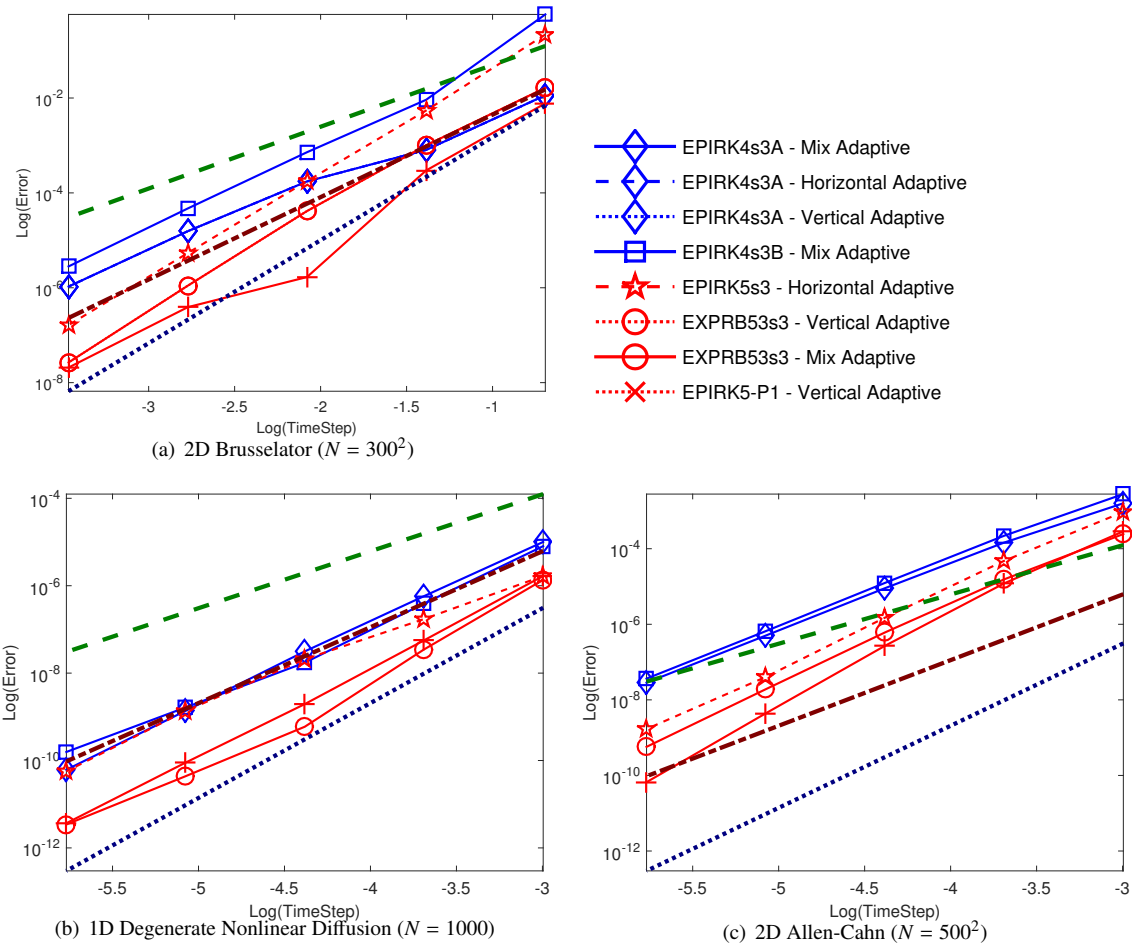 10^-2
10^-4
10^-6
10^-8
Log(Error)
-3
-2.5
-2
-1.5
-1
Log(TimeStep)
(a) 2D Brusselator (N = 300^2)
EPIRK4s3A - Mix Adaptive
EPIRK4s3A - Horizontal Adaptive
EPIRK4s3A - Vertical Adaptive
EPIRK4s3B - Mix Adaptive
EPIRK5s3 - Horizontal Adaptive
EXPRB53s3 - Vertical Adaptive
EXPRB53s3 - Mix Adaptive
EPIRK5-P1 - Vertical Adaptive
10^-4
10^-6
10^-8
10^-10
10^-12
Log(Error)
-5.5
-5
-4.5
-4
-3.5
-3
Log(TimeStep)
(b) 1D Degenerate Nonlinear Diffusion (N = 1000)
10^-4
10^-6
10^-8
10^-10
10^-12
Log(Error)
-5.5
-5
-4.5
-4
-3.5
-3
Log(TimeStep)
(c) 2D Allen-Cahn (N = 500^2)